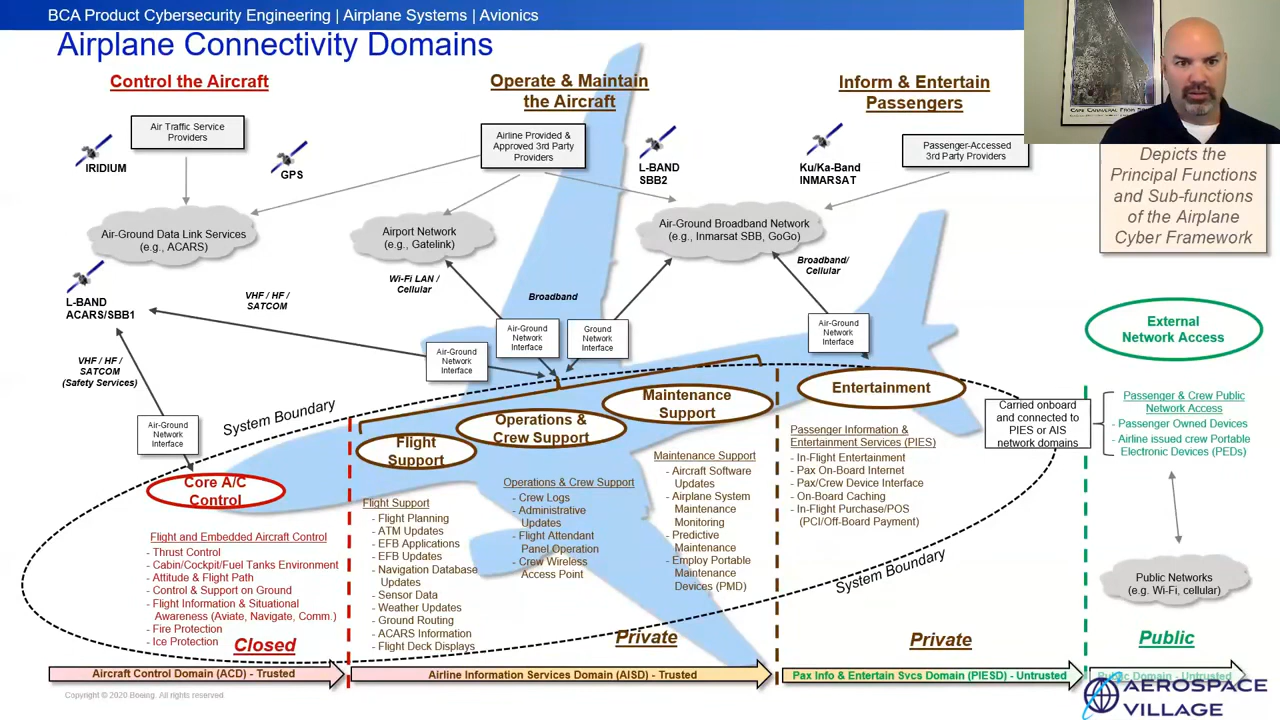 BCA Product Cybersecurity Engineering | Airplane Systems | Avionics
Airplane Connectivity Domains
Control the Aircraft
Operate & Maintain
the Aircraft
Inform & Entertain
Passengers
Air Traffic Service
Providers
Airline Provided &
Approved 3rd Party
Providers
Passenger-Accessed
3rd Party Providers
IRIDIUM
GPS
L-BAND
SBB2
Ku/Ka-Band
INMARSAT
Depicts the
Principal Functions
and Sub-functions
of the Airplane
Cyber Framework
Air-Ground Data Link Services
(e.g., ACARS)
Airport Network
(e.g., Gatelink)
Air-Ground Broadband Network
(e.g., Inmarsat SBB, GoGo)
L-BAND
ACARS/SBB1
VHF / HF /
SATCOM
Wi-Fi LAN /
Cellular
Broadband
Broadband/
Cellular
VHF / HF /
SATCOM
(Safety Services)
Air-Ground
Network
Interface
Air-Ground
Network
Interface
Air-Ground
Network
Interface
Ground
Network
Interface
Air-Ground
Network
Interface
External
Network Access
System Boundary
Core A/C
Control
Flight
Support
Operations &
Crew Support
Maintenance
Support
Entertainment
Carried onboard
and connected to
PIES or AIS
network domains
Passenger & Crew Public
Network Access
- Passenger Owned Devices
- Airline issued crew Portable
Electronic Devices (PEDs)
Flight and Embedded Aircraft Control
- Thrust Control
- Cabin/Cockpit/Fuel Tanks Environment
- Attitude & Flight Path
- Control & Support on Ground
- Flight Information & Situational
Awareness (Aviate, Navigate, Comm.)
- Fire Protection
- Ice Protection
Flight Support
- Flight Planning
- ATM Updates
- EFB Applications
- EFB Updates
- Navigation Database
Updates
- Sensor Data
- Weather Updates
- Ground Routing
- ACARS Information
- Flight Deck Displays
Operations & Crew Support
- Crew Logs
- Administrative
Updates
- Flight Attendant
Panel Operation
- Crew Wireless
Access Point
Maintenance Support
- Aircraft Software
Updates
- Airplane System
Maintenance
Monitoring
- Predictive
Maintenance
- Employ Portable
Maintenance
Devices (PMD)
Passenger Information &
Entertainment Services (PIES)
- In-Flight Entertainment
- Pax On-Board Internet
- Pax/Crew Device Interface
- On-Board Caching
- In-Flight Purchase/POS
(PCI/Off-Board Payment)
System Boundary
Public Networks
(e.g. Wi-Fi, cellular)
Closed
Private
Private
Public
Aircraft Control Domain (ACD) - Trusted
Airline Information Services Domain (AISD) - Trusted
Pax Info & Entertain Svcs Domain (PIESD) - Untrusted
Public Domain - Untrusted
Copyright © 2020 Boeing. All rights reserved
AEROSPACE
VILLAGE